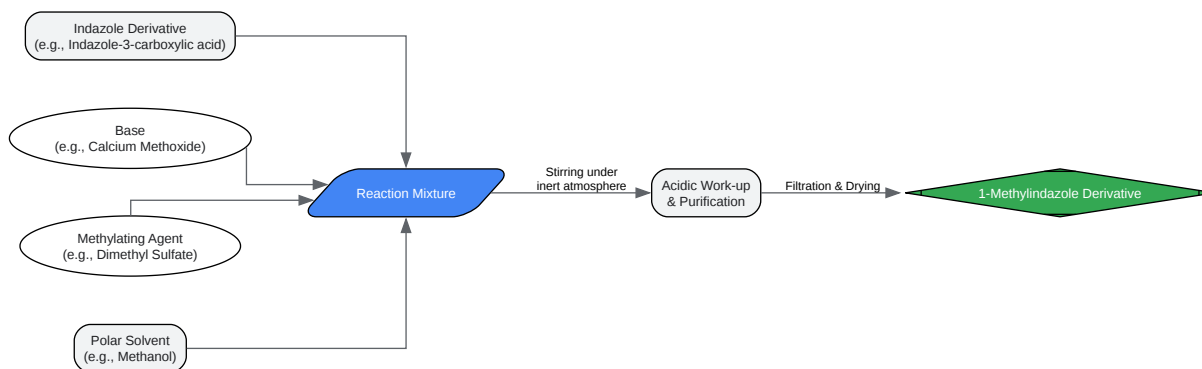 Indazole Derivative
(e.g., Indazole-3-carboxylic acid)
Base
(e.g., Calcium Methoxide)
Reaction Mixture
Stirring under
inert atmosphere
Acidic Work-up
& Purification
Filtration & Drying
1-Methylindazole Derivative
Methylating Agent
(e.g., Dimethyl Sulfate)
Polar Solvent
(e.g., Methanol)